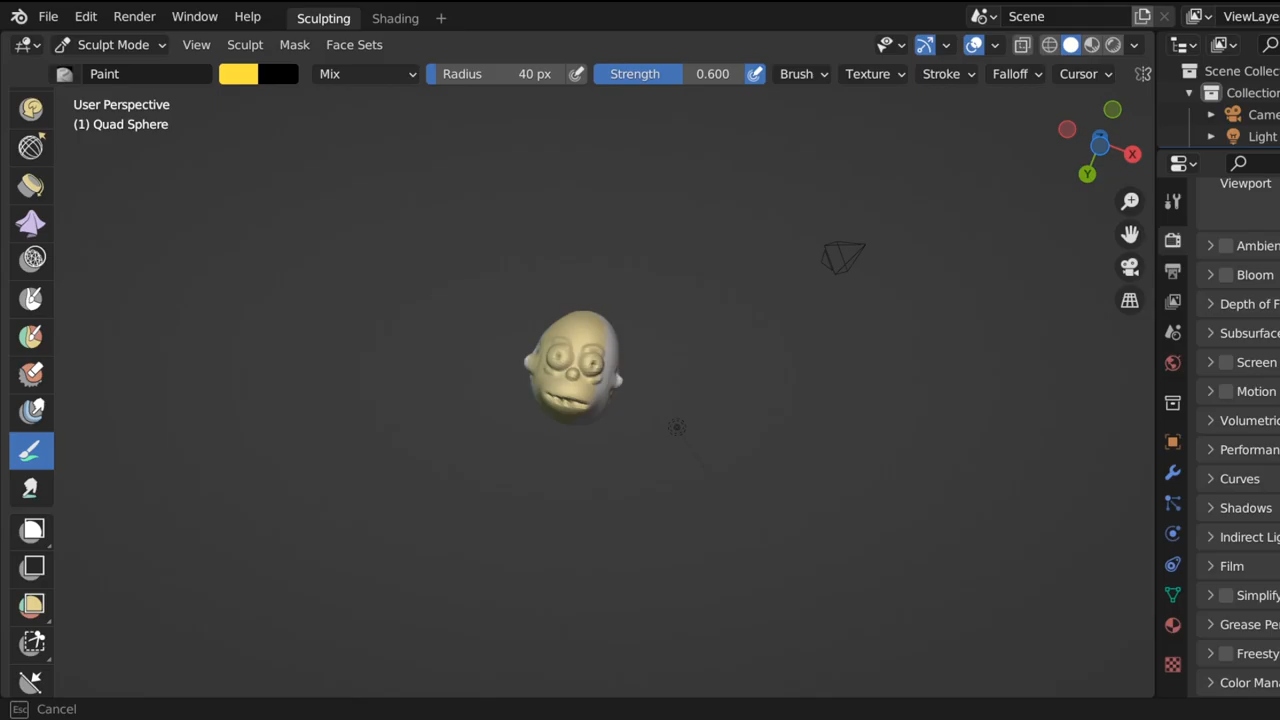 File Edit Render Window Help Sculpting Shading + Scene ViewLaye
Sculpt Mode View Sculpt Mask Face Sets
Paint Mix Radius 40 px Strength 0.600 Brush Texture Stroke Falloff Cursor
Scene Collec
Collection
Came
Light
User Perspective
(1) Quad Sphere
X
Y
Viewport
Ambien
Bloom
Depth of F
Subsurfac
Screen
Motion
Volumetric
Performan
Curves
Shadows
Indirect Lig
Film
Simplify
Grease Pen
Freesty
Color Mana
Esc Cancel